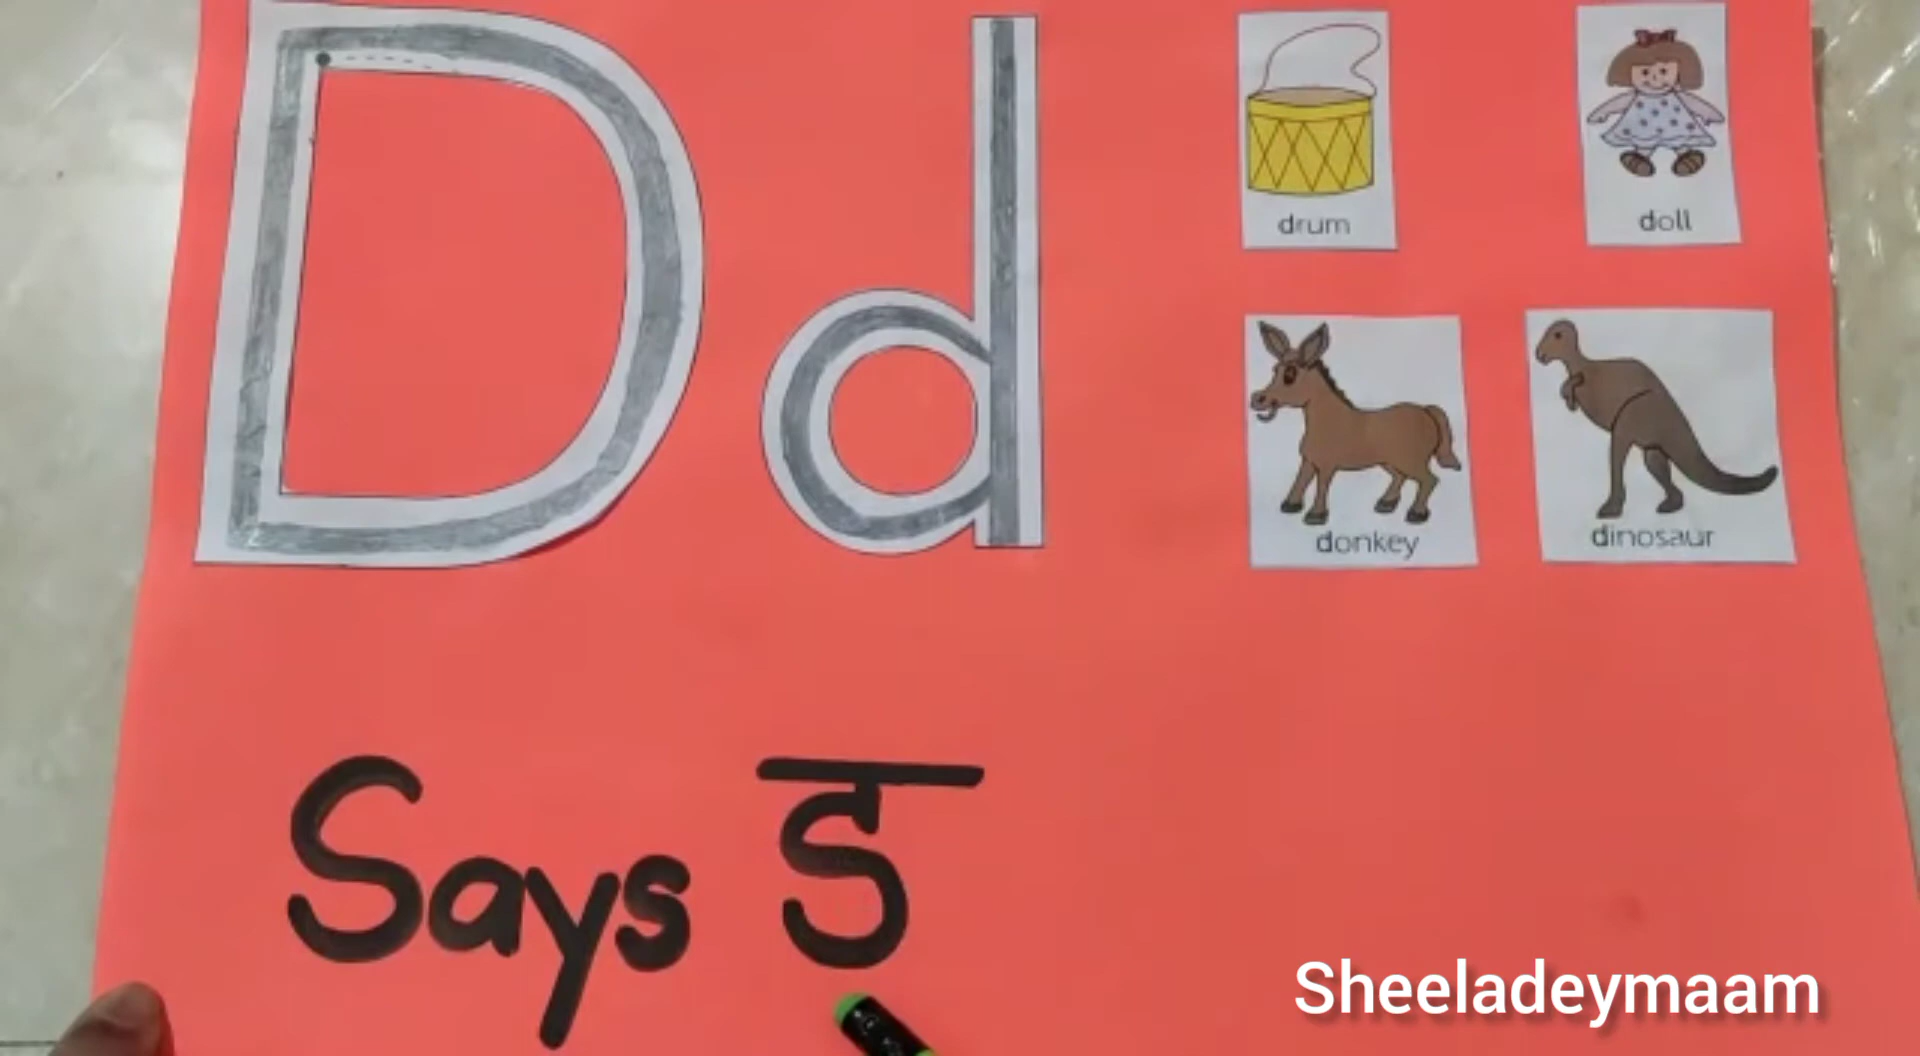 Dd
drum
doll
donkey
dinosaur
Says ड
Sheeladeymaam